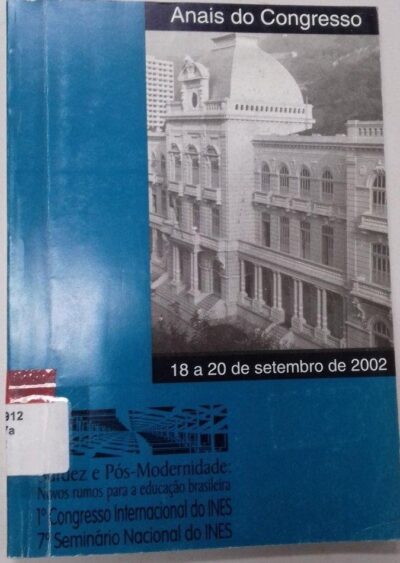 Anais do Congresso
18 a 20 de setembro de 2002
912
7a
e Pós-Modernidade:
Novos rumos para a educação brasileira
1º Congresso Internacional do INES
7º Seminário Nacional do INES